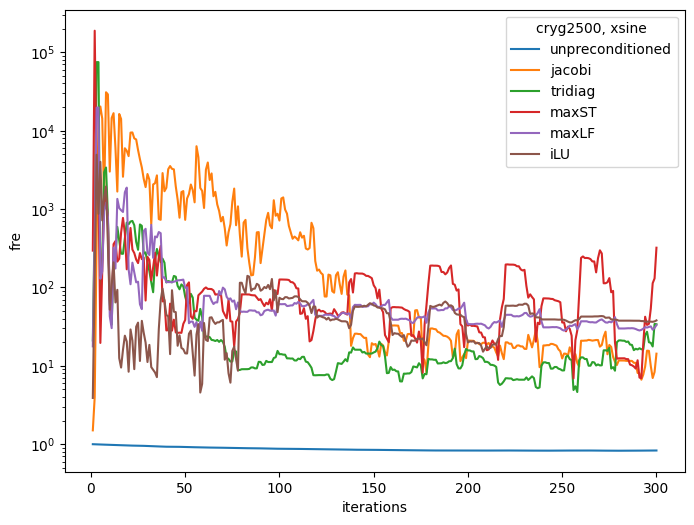 cryg2500, xsine
unpreconditioned
jacobi
tridiag
maxST
maxLF
iLU
fre
10^5
10^4
10^3
10^2
10^1
10^0
0 50 100 150 200 250 300
iterations